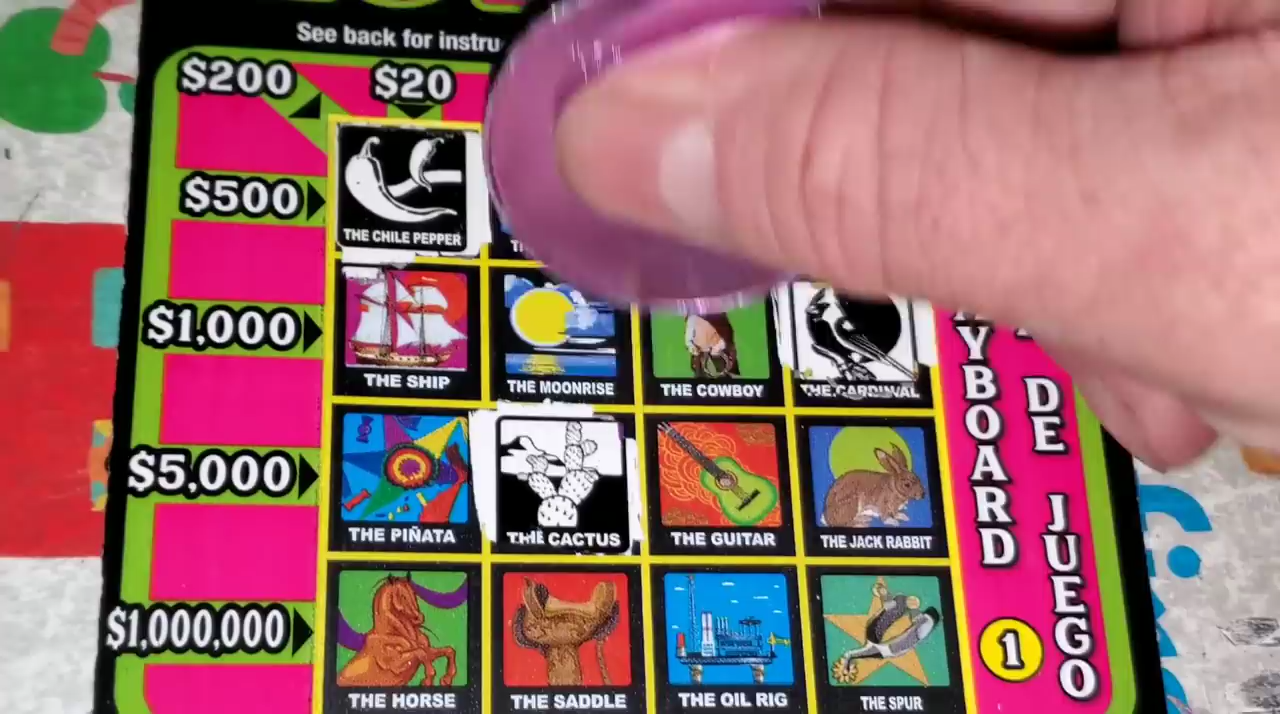 See back for instru
$200
$20
$500
THE CHILE PEPPER
$1,000
THE SHIP
THE MOONRISE
THE COWBOY
THE CARDINAL
$5,000
THE PIÑATA
THE CACTUS
THE GUITAR
THE JACK RABBIT
$1,000,000
THE HORSE
THE SADDLE
THE OIL RIG
THE SPUR
YBOARD
DE JUEGO
1